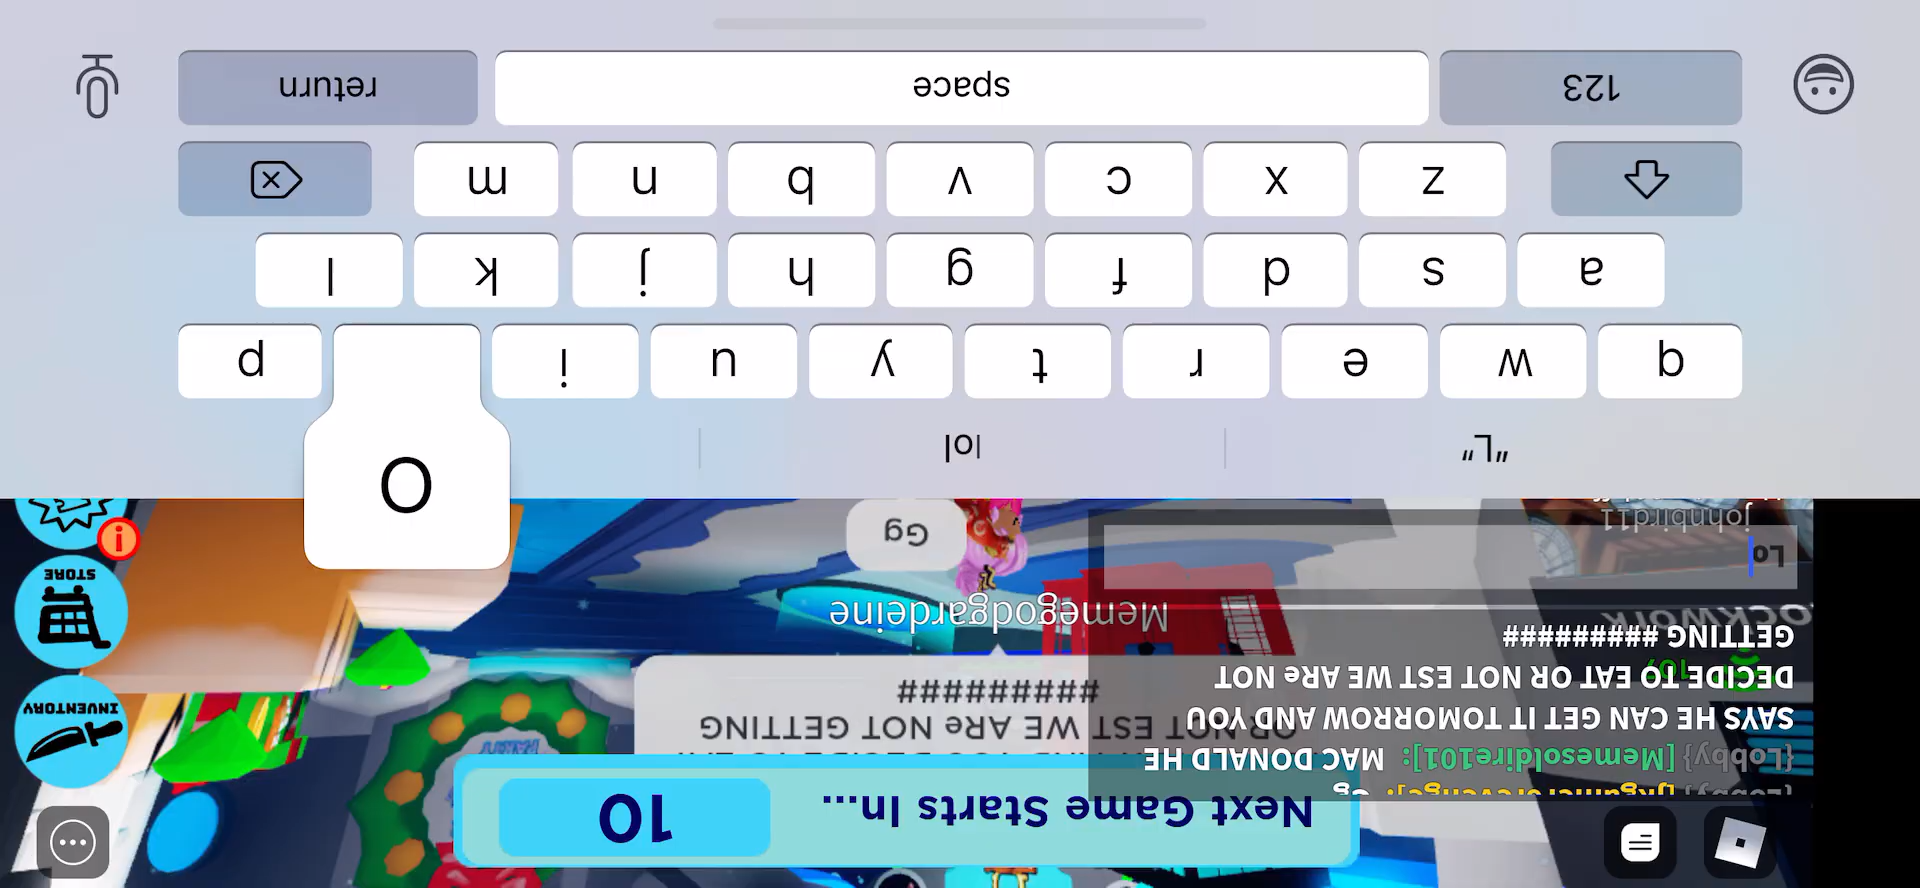 Next Game Starts In...
10
{Lobby}
{Lobby} [Memesoldire101]: MAC DONALD HE
SAYS HE CAN GET IT TOMORROW AND YOU
DECIDE TO EAT OR NOT EST WE ARe NOT
GETTING #########
OR NOT EST WE ARe NOT GETTING
#########
INVENTORY
Memegodgardeine
STORE
Lo
johnbird11
Gg
"L"
lol
O
q w e r t y u i p
a s d f g h j k l
z x c v b n m
123
space
return